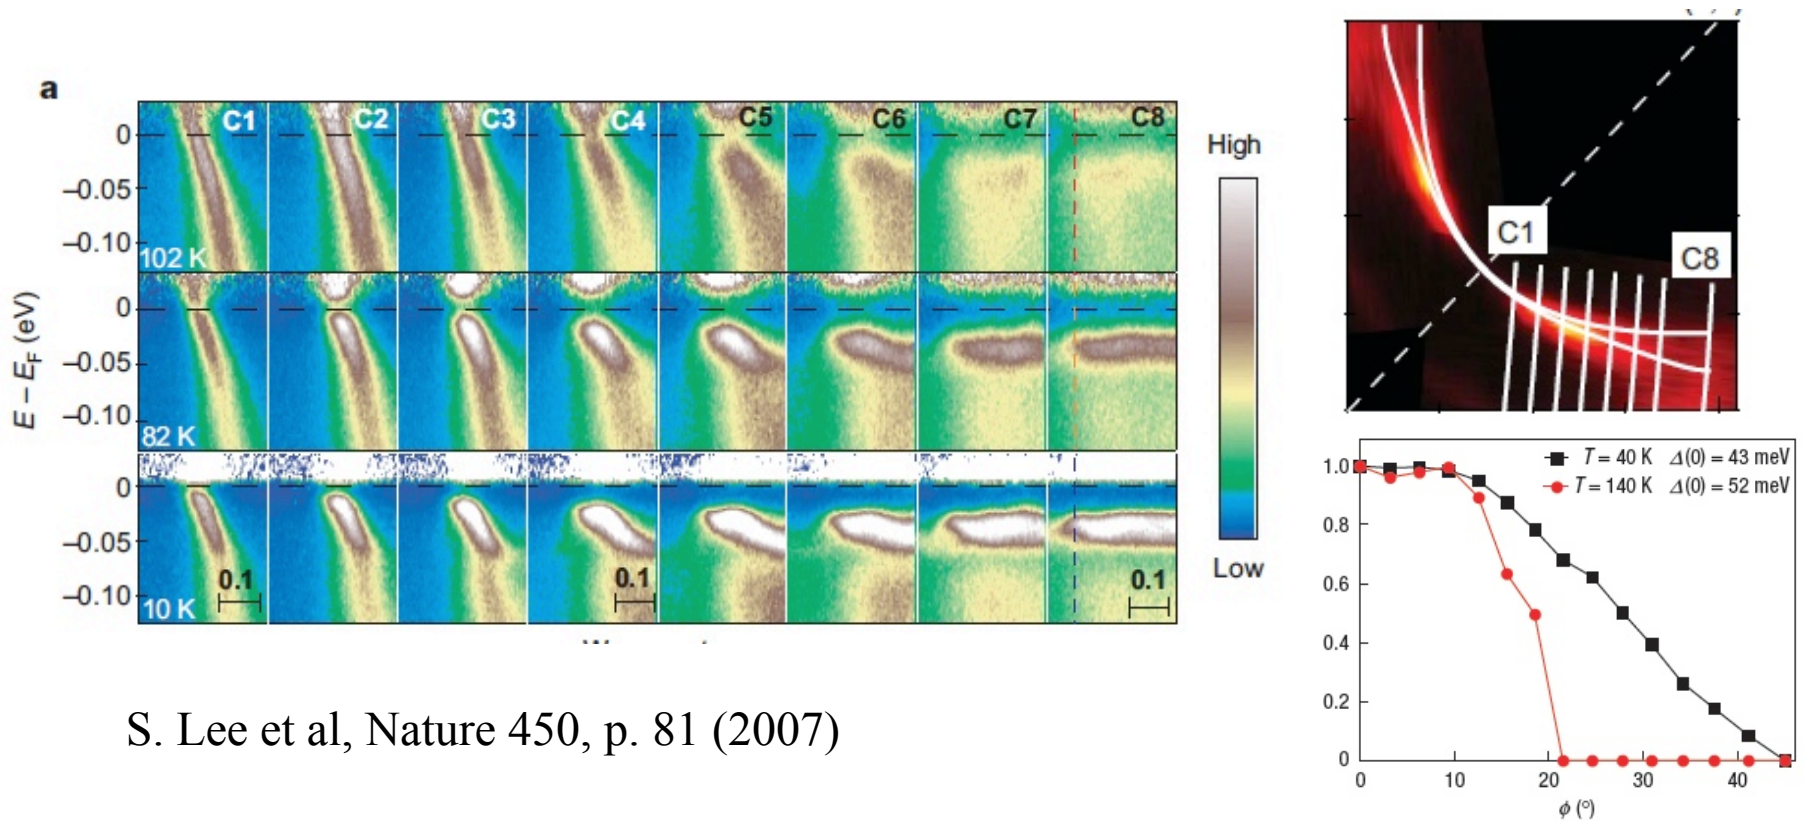 a
C1 C2 C3 C4 C5 C6 C7 C8
0
–0.05
–0.10
102 K
0
–0.05
–0.10
82 K
0
–0.05
–0.10
10 K
0.1 0.1 0.1
E – E_F (eV)
High
Low
C1
C8
T = 40 K Δ(0) = 43 meV
T = 140 K Δ(0) = 52 meV
1.0
0.8
0.6
0.4
0.2
0
0 10 20 30 40
ϕ (°)
S. Lee et al, Nature 450, p. 81 (2007)